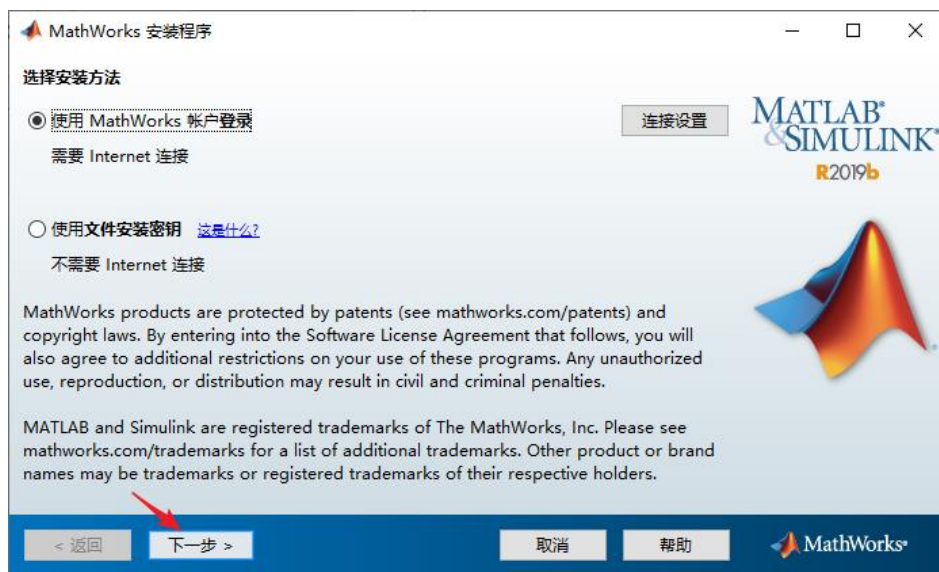 MathWorks 安装程序
选择安装方法
使用 MathWorks 帐户登录
连接设置
需要 Internet 连接
MATLAB®
&SIMULINK®
R2019b
使用文件安装密钥 这是什么?
不需要 Internet 连接
MathWorks products are protected by patents (see mathworks.com/patents) and
copyright laws. By entering into the Software License Agreement that follows, you will
also agree to additional restrictions on your use of these programs. Any unauthorized
use, reproduction, or distribution may result in civil and criminal penalties.
MATLAB and Simulink are registered trademarks of The MathWorks, Inc. Please see
mathworks.com/trademarks for a list of additional trademarks. Other product or brand
names may be trademarks or registered trademarks of their respective holders.
< 返回 下一步 > 取消 帮助 MathWorks®